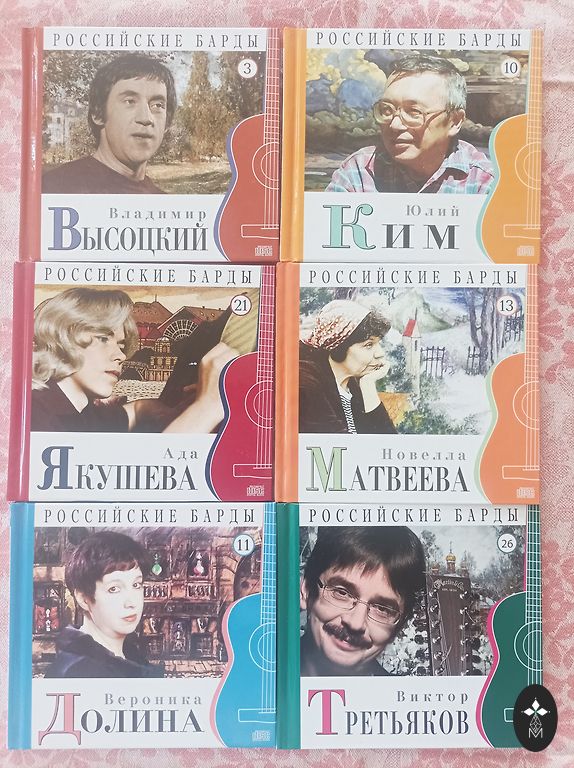 РОССИЙСКИЕ БАРДЫ
3
Владимир
Высоцкий
РОССИЙСКИЕ БАРДЫ
10
Юлий
Ким
РОССИЙСКИЕ БАРДЫ
21
Ада
Якушева
РОССИЙСКИЕ БАРДЫ
13
Новелла
Матвеева
РОССИЙСКИЕ БАРДЫ
11
Вероника
Долина
РОССИЙСКИЕ БАРДЫ
26
Виктор
Третьяков